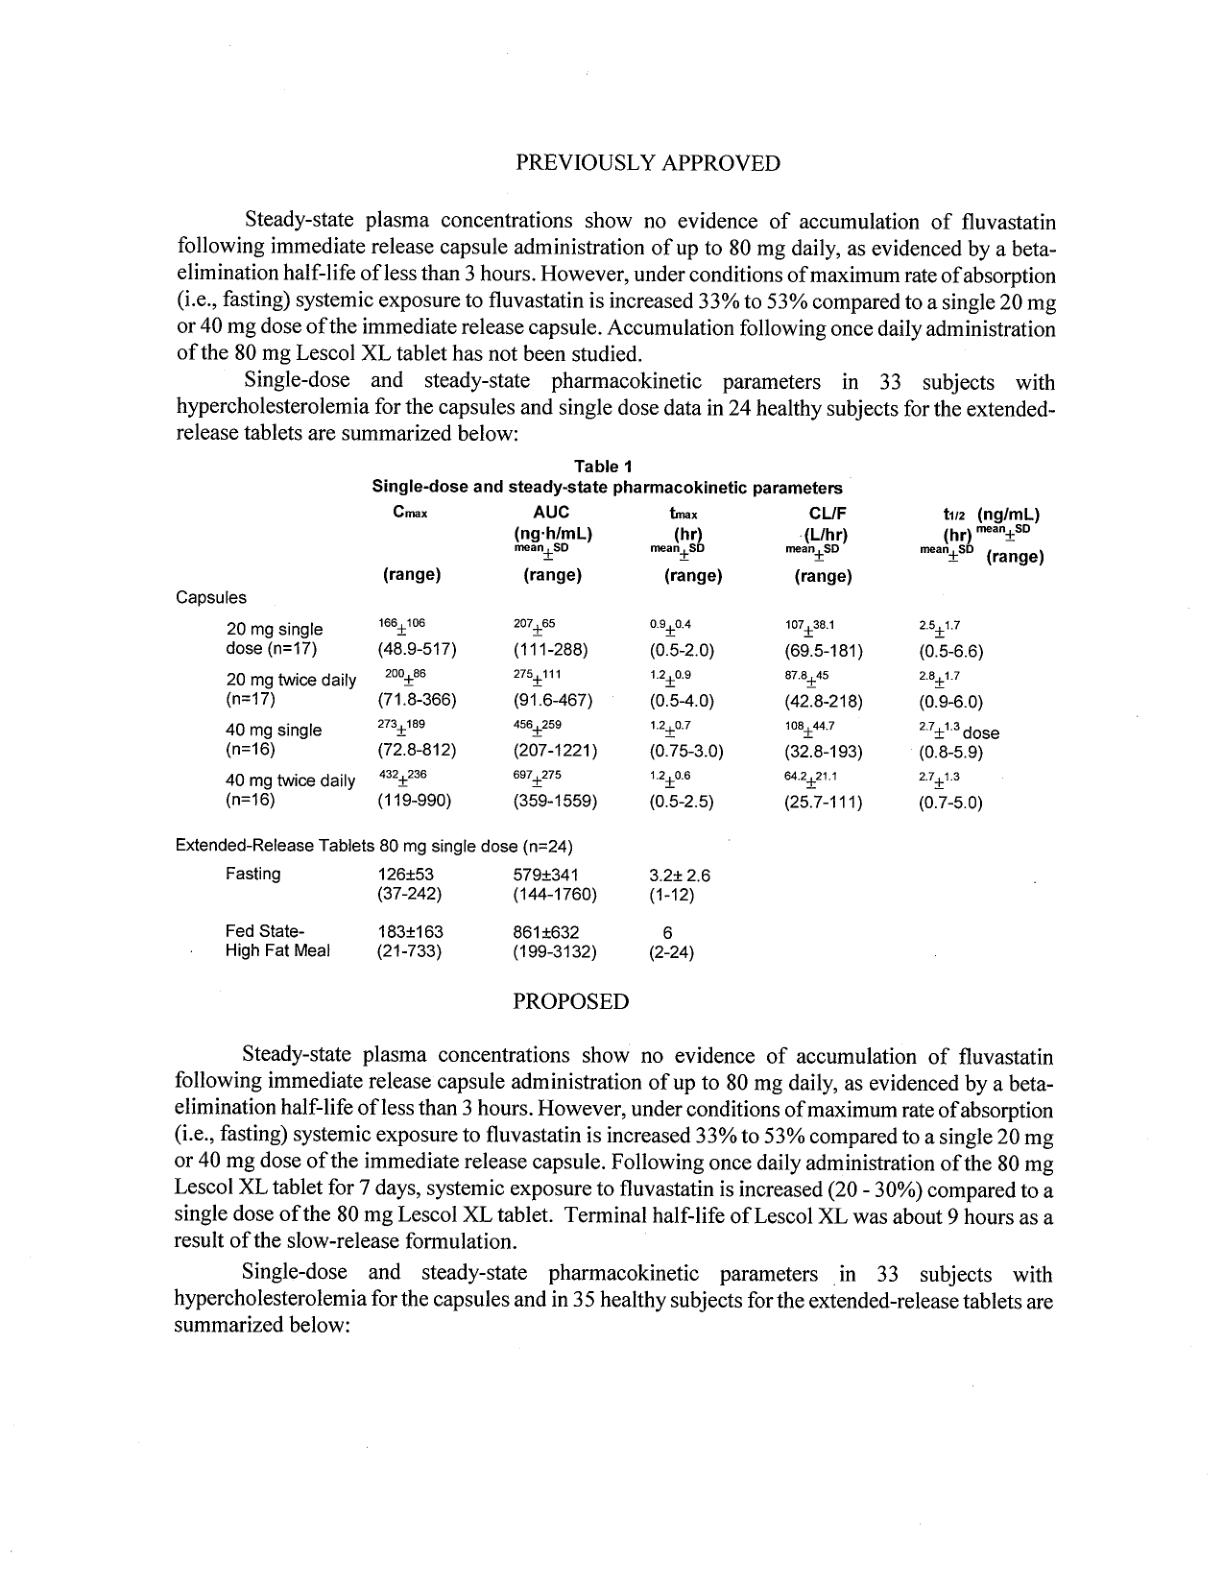 PREVIOUSLY APPROVED
Steady-state plasma concentrations show no evidence of accumulation of fluvastatin
following immediate release capsule administration of up to 80 mg daily, as evidenced by a beta-
elimination half-life of less than 3 hours. However, under conditions of maximum rate of absorption
(i.e., fasting) systemic exposure to fluvastatin is increased 33% to 53% compared to a single 20 mg
or 40 mg dose of the immediate release capsule. Accumulation following once daily administration
of the 80 mg Lescol XL tablet has not been studied.
Single-dose and steady-state pharmacokinetic parameters in 33 subjects with
hypercholesterolemia for the capsules and single dose data in 24 healthy subjects for the extended-
release tablets are summarized below:
Table 1
Single-dose and steady-state pharmacokinetic parameters
Cmax AUC tmax CL/F t1/2 (ng/mL)
(ng·h/mL) (hr) (L/hr) (hr) mean±SD
mean±SD mean±SD mean±SD mean±SD (range)
(range) (range) (range) (range)
Capsules
20 mg single 166±106 207±65 0.9±0.4 107±38.1 2.5±1.7
dose (n=17) (48.9-517) (111-288) (0.5-2.0) (69.5-181) (0.5-6.6)
20 mg twice daily 200±86 275±111 1.2±0.9 87.8±45 2.8±1.7
(n=17) (71.8-366) (91.6-467) (0.5-4.0) (42.8-218) (0.9-6.0)
40 mg single 273±189 456±259 1.2±0.7 108±44.7 2.7±1.3 dose
(n=16) (72.8-812) (207-1221) (0.75-3.0) (32.8-193) (0.8-5.9)
40 mg twice daily 432±236 697±275 1.2±0.6 64.2±21.1 2.7±1.3
(n=16) (119-990) (359-1559) (0.5-2.5) (25.7-111) (0.7-5.0)
Extended-Release Tablets 80 mg single dose (n=24)
Fasting 126±53 579±341 3.2± 2.6
(37-242) (144-1760) (1-12)
Fed State- 183±163 861±632 6
High Fat Meal (21-733) (199-3132) (2-24)
PROPOSED
Steady-state plasma concentrations show no evidence of accumulation of fluvastatin
following immediate release capsule administration of up to 80 mg daily, as evidenced by a beta-
elimination half-life of less than 3 hours. However, under conditions of maximum rate of absorption
(i.e., fasting) systemic exposure to fluvastatin is increased 33% to 53% compared to a single 20 mg
or 40 mg dose of the immediate release capsule. Following once daily administration of the 80 mg
Lescol XL tablet for 7 days, systemic exposure to fluvastatin is increased (20 - 30%) compared to a
single dose of the 80 mg Lescol XL tablet. Terminal half-life of Lescol XL was about 9 hours as a
result of the slow-release formulation.
Single-dose and steady-state pharmacokinetic parameters in 33 subjects with
hypercholesterolemia for the capsules and in 35 healthy subjects for the extended-release tablets are
summarized below: